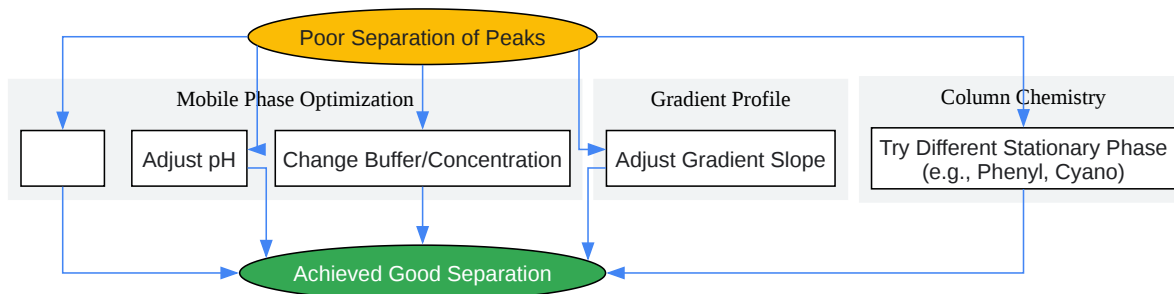 Poor Separation of Peaks
Mobile Phase Optimization
Gradient Profile
Column Chemistry
Adjust pH
Change Buffer/Concentration
Adjust Gradient Slope
Try Different Stationary Phase
(e.g., Phenyl, Cyano)
Achieved Good Separation